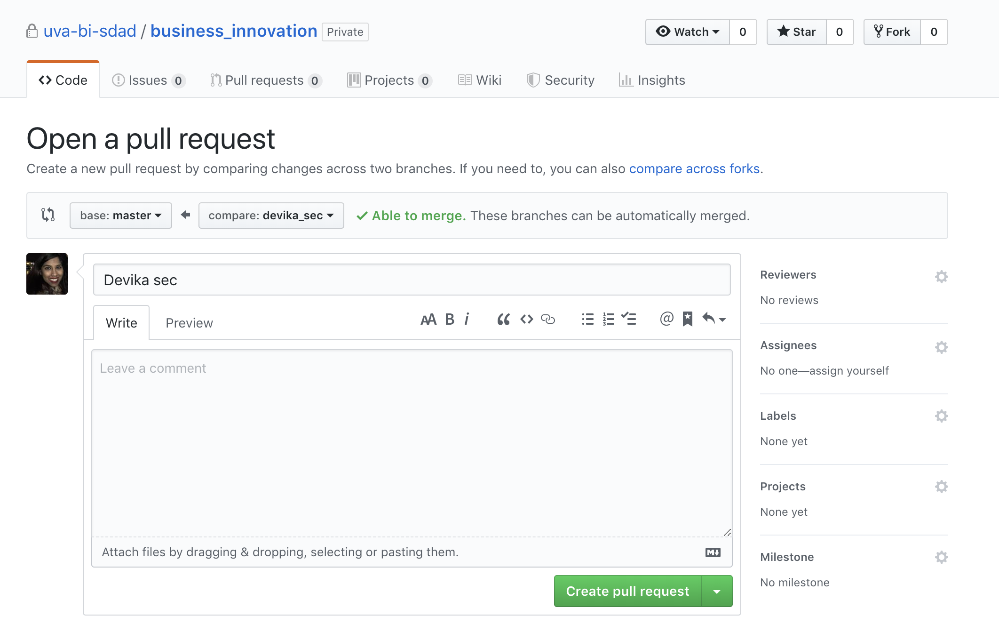 uva-bi-sdad / business_innovation Private
Watch 0 Star 0 Fork 0
Code Issues 0 Pull requests 0 Projects 0 Wiki Security Insights
Open a pull request
Create a new pull request by comparing changes across two branches. If you need to, you can also compare across forks.
base: master compare: devika_sec ✓ Able to merge. These branches can be automatically merged.
Devika sec
Write Preview
AA B i “ <> 1 2 3 @
Leave a comment
Attach files by dragging & dropping, selecting or pasting them.
M↓
Create pull request
Reviewers
No reviews
Assignees
No one—assign yourself
Labels
None yet
Projects
None yet
Milestone
No milestone